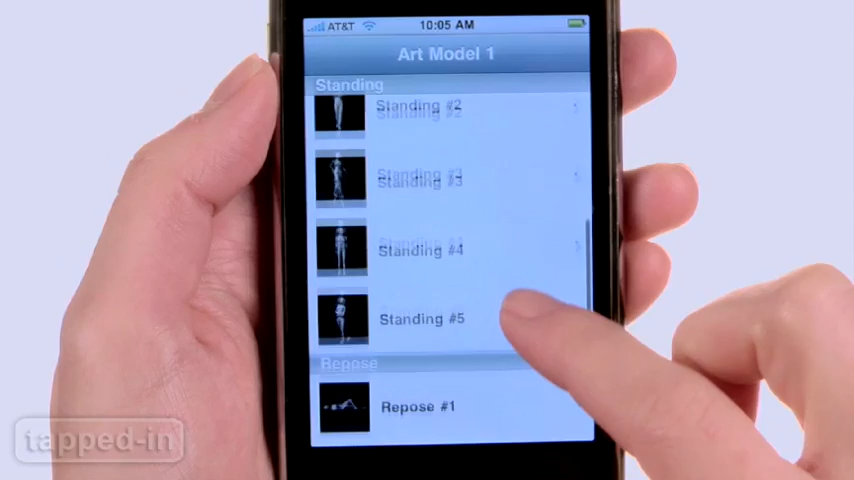 AT&T 10:05 AM
Art Model 1
Standing
Standing #2
Standing #3
Standing #4
Standing #5
Repose
Repose #1
tapped-in